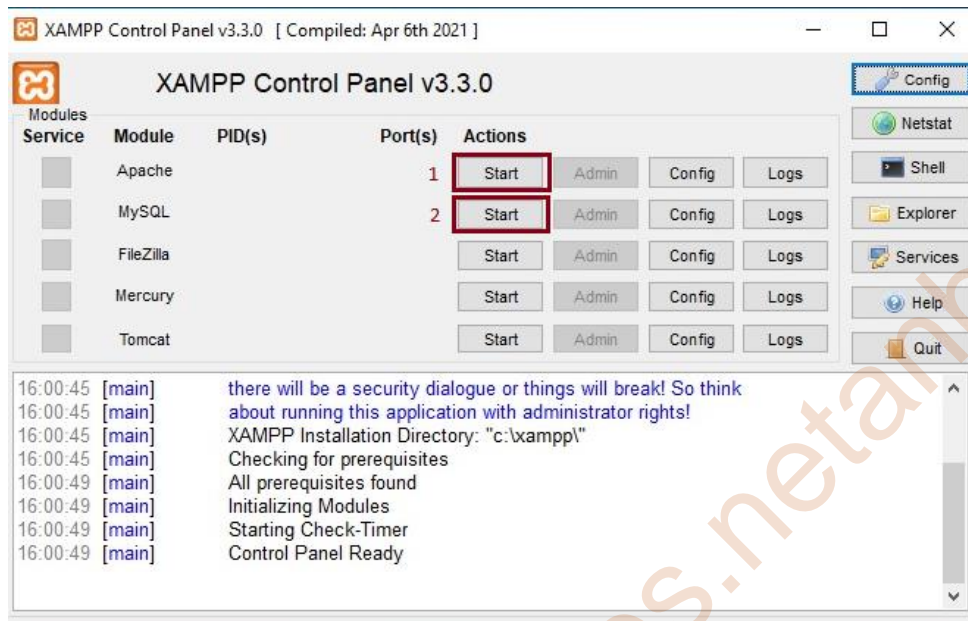 XAMPP Control Panel v3.3.0 [ Compiled: Apr 6th 2021 ]
XAMPP Control Panel v3.3.0
Config
Modules
Service Module PID(s) Port(s) Actions
Netstat
Apache 1 Start Admin Config Logs
Shell
MySQL 2 Start Admin Config Logs
Explorer
FileZilla Start Admin Config Logs
Services
Mercury Start Admin Config Logs
Help
Tomcat Start Admin Config Logs
Quit
16:00:45 [main] there will be a security dialogue or things will break! So think
16:00:45 [main] about running this application with administrator rights!
16:00:45 [main] XAMPP Installation Directory: "c:\xampp\"
16:00:45 [main] Checking for prerequisites
16:00:49 [main] All prerequisites found
16:00:49 [main] Initializing Modules
16:00:49 [main] Starting Check-Timer
16:00:49 [main] Control Panel Ready